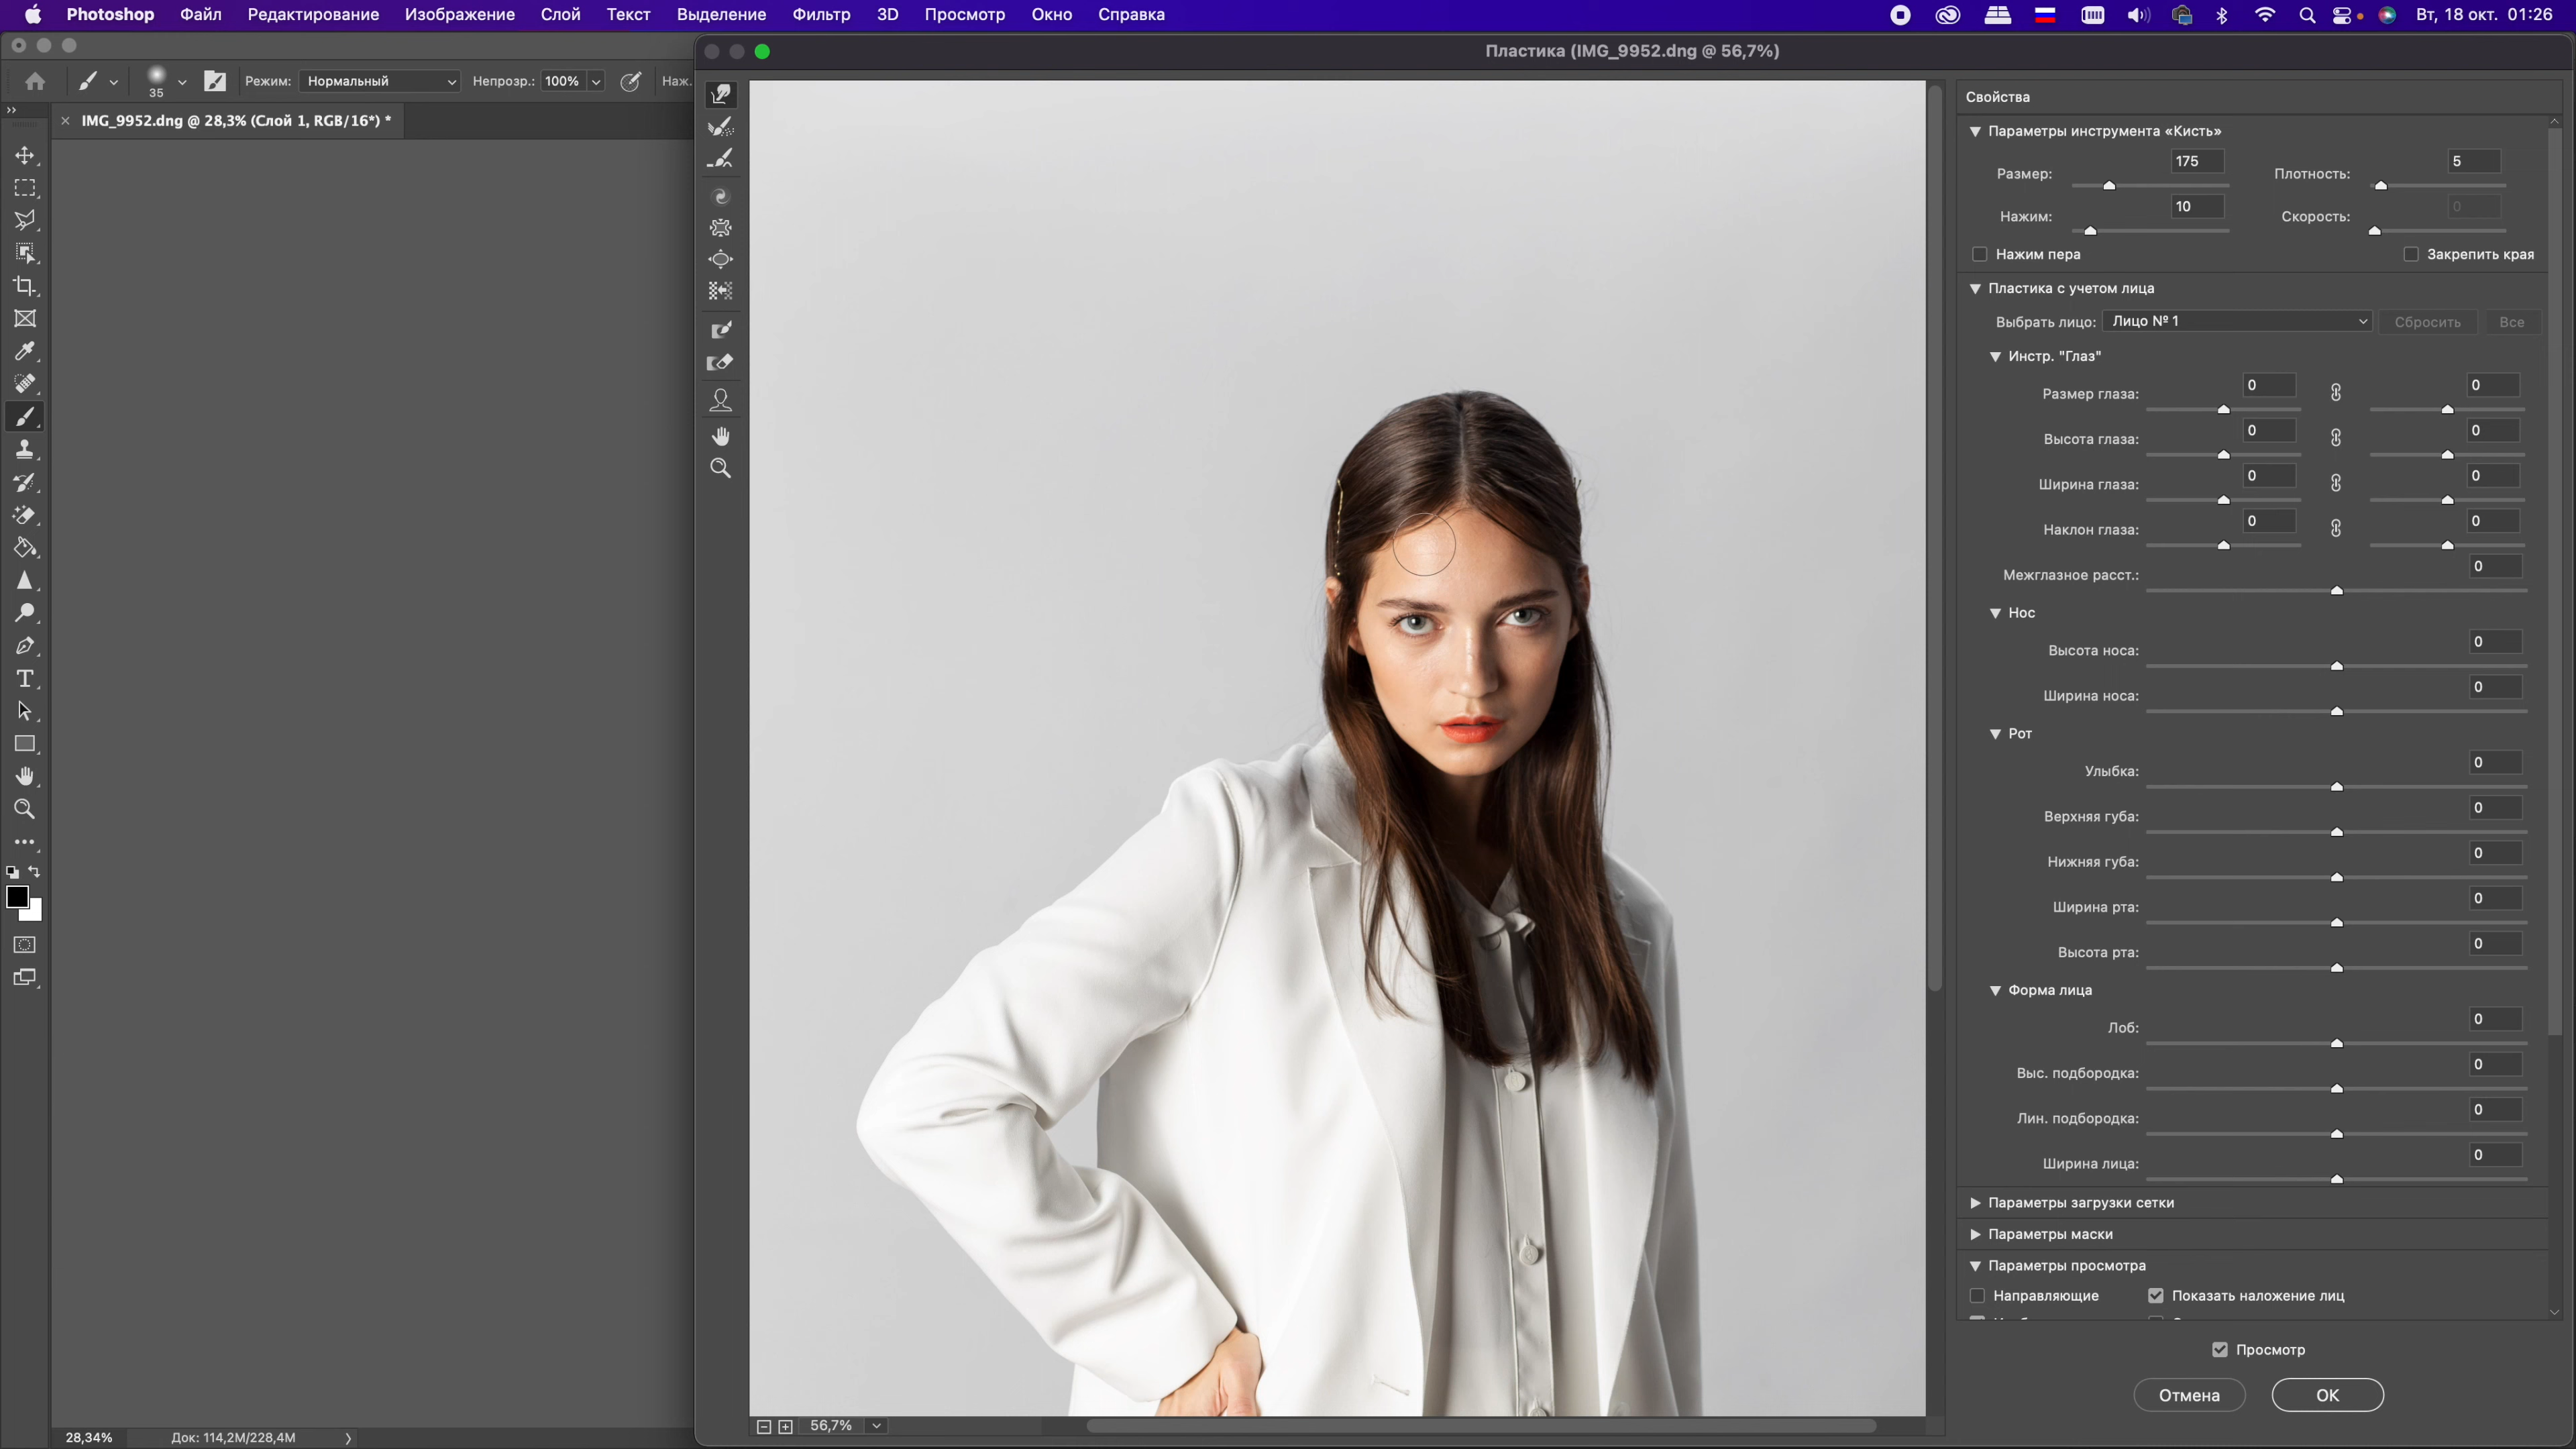 Photoshop Файл Редактирование Изображение Слой Текст Выделение Фильтр 3D Просмотр Окно Справка Вт, 18 окт. 01:26
Пластика (IMG_9952.dng @ 56,7%)
35 Режим: Нормальный Непрозр.: 100% Наж.
IMG_9952.dng @ 28,3% (Слой 1, RGB/16*) *
Свойства
Параметры инструмента «Кисть»
Размер: 175 Плотность: 5
Нажим: 10 Скорость: 0
Нажим пера Закрепить края
Пластика с учетом лица
Выбрать лицо: Лицо № 1 Сбросить Все
Инстр. "Глаз"
Размер глаза: 0 0
Высота глаза: 0 0
Ширина глаза: 0 0
Наклон глаза: 0 0
Межглазное расст.: 0
Нос
Высота носа: 0
Ширина носа: 0
Рот
Улыбка: 0
Верхняя губа: 0
Нижняя губа: 0
Ширина рта: 0
Высота рта: 0
Форма лица
Лоб: 0
Выс. подбородка: 0
Лин. подбородка: 0
Ширина лица: 0
Параметры загрузки сетки
Параметры маски
Параметры просмотра
Направляющие Показать наложение лиц
Просмотр
Отмена OK
56,7%
28,34% Док: 114,2M/228,4M